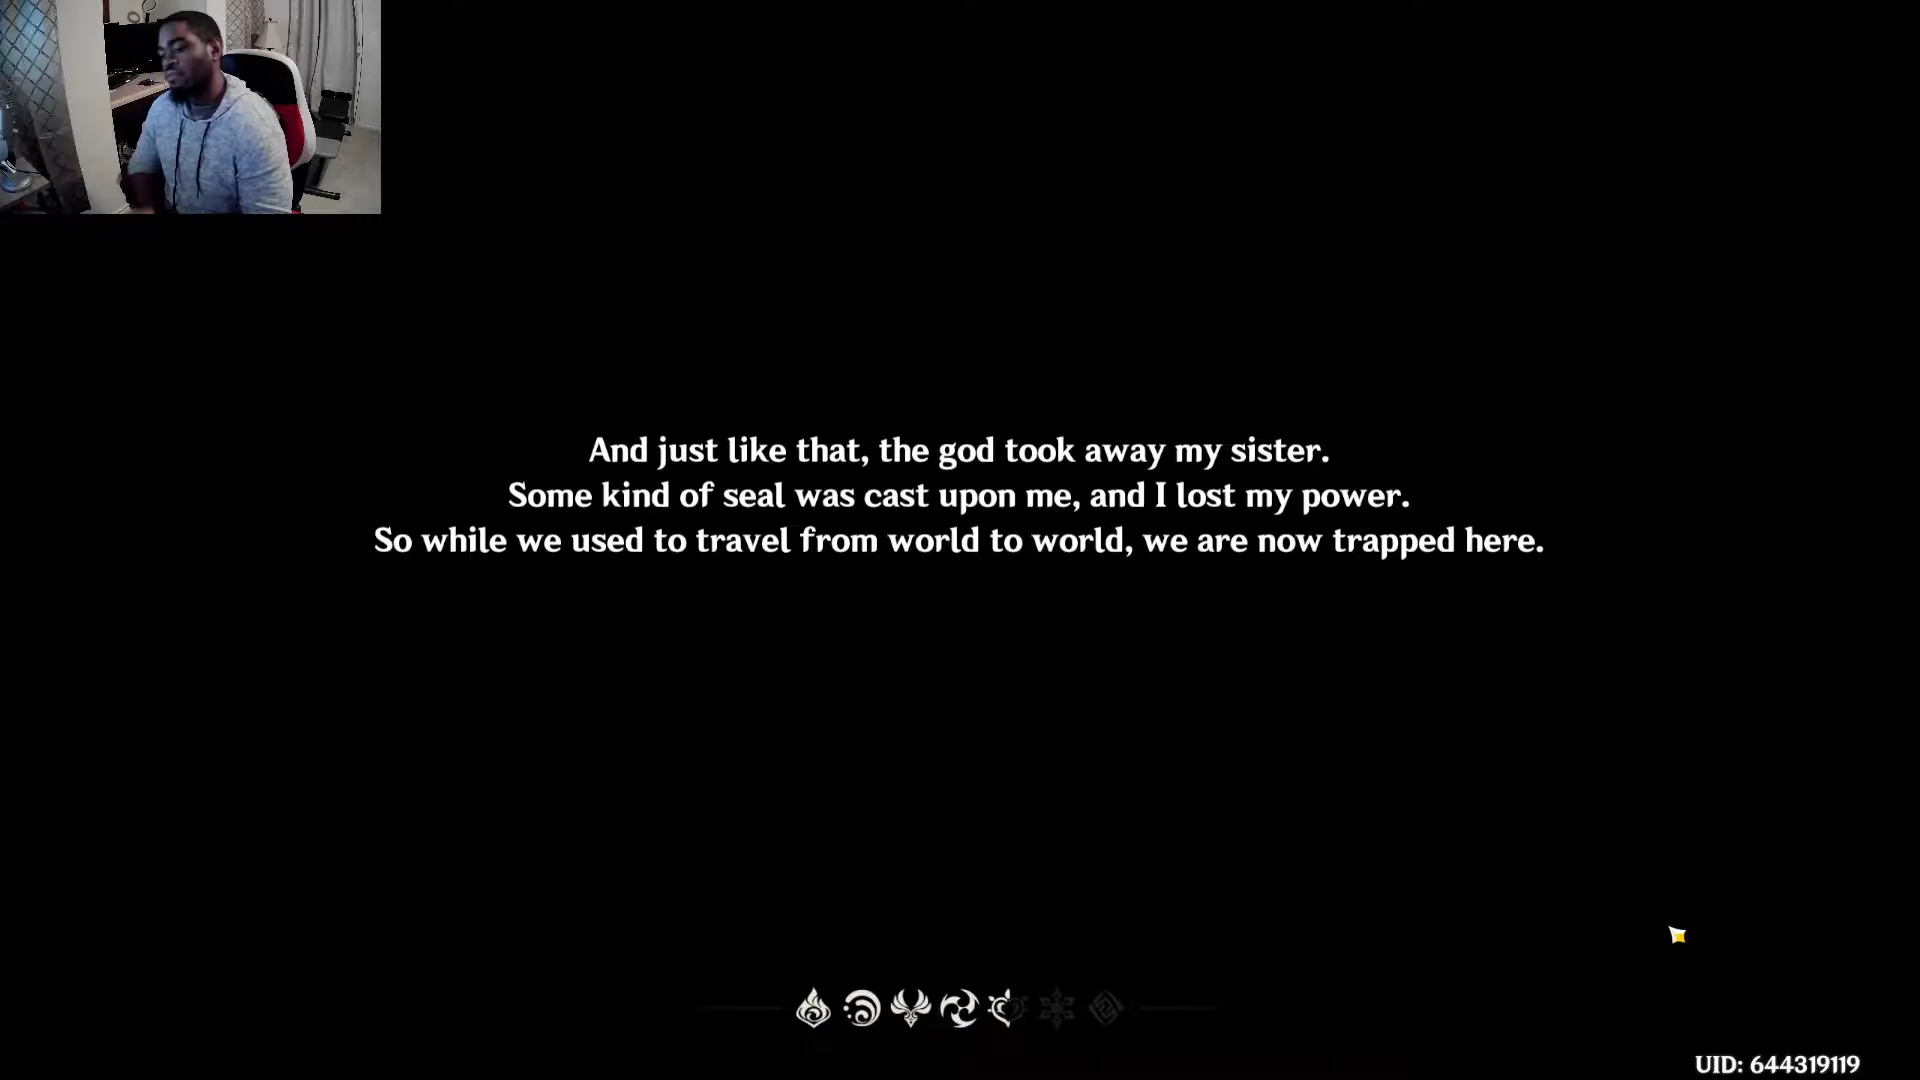 And just like that, the god took away my sister.
Some kind of seal was cast upon me, and I lost my power.
So while we used to travel from world to world, we are now trapped here.
UID: 644319119